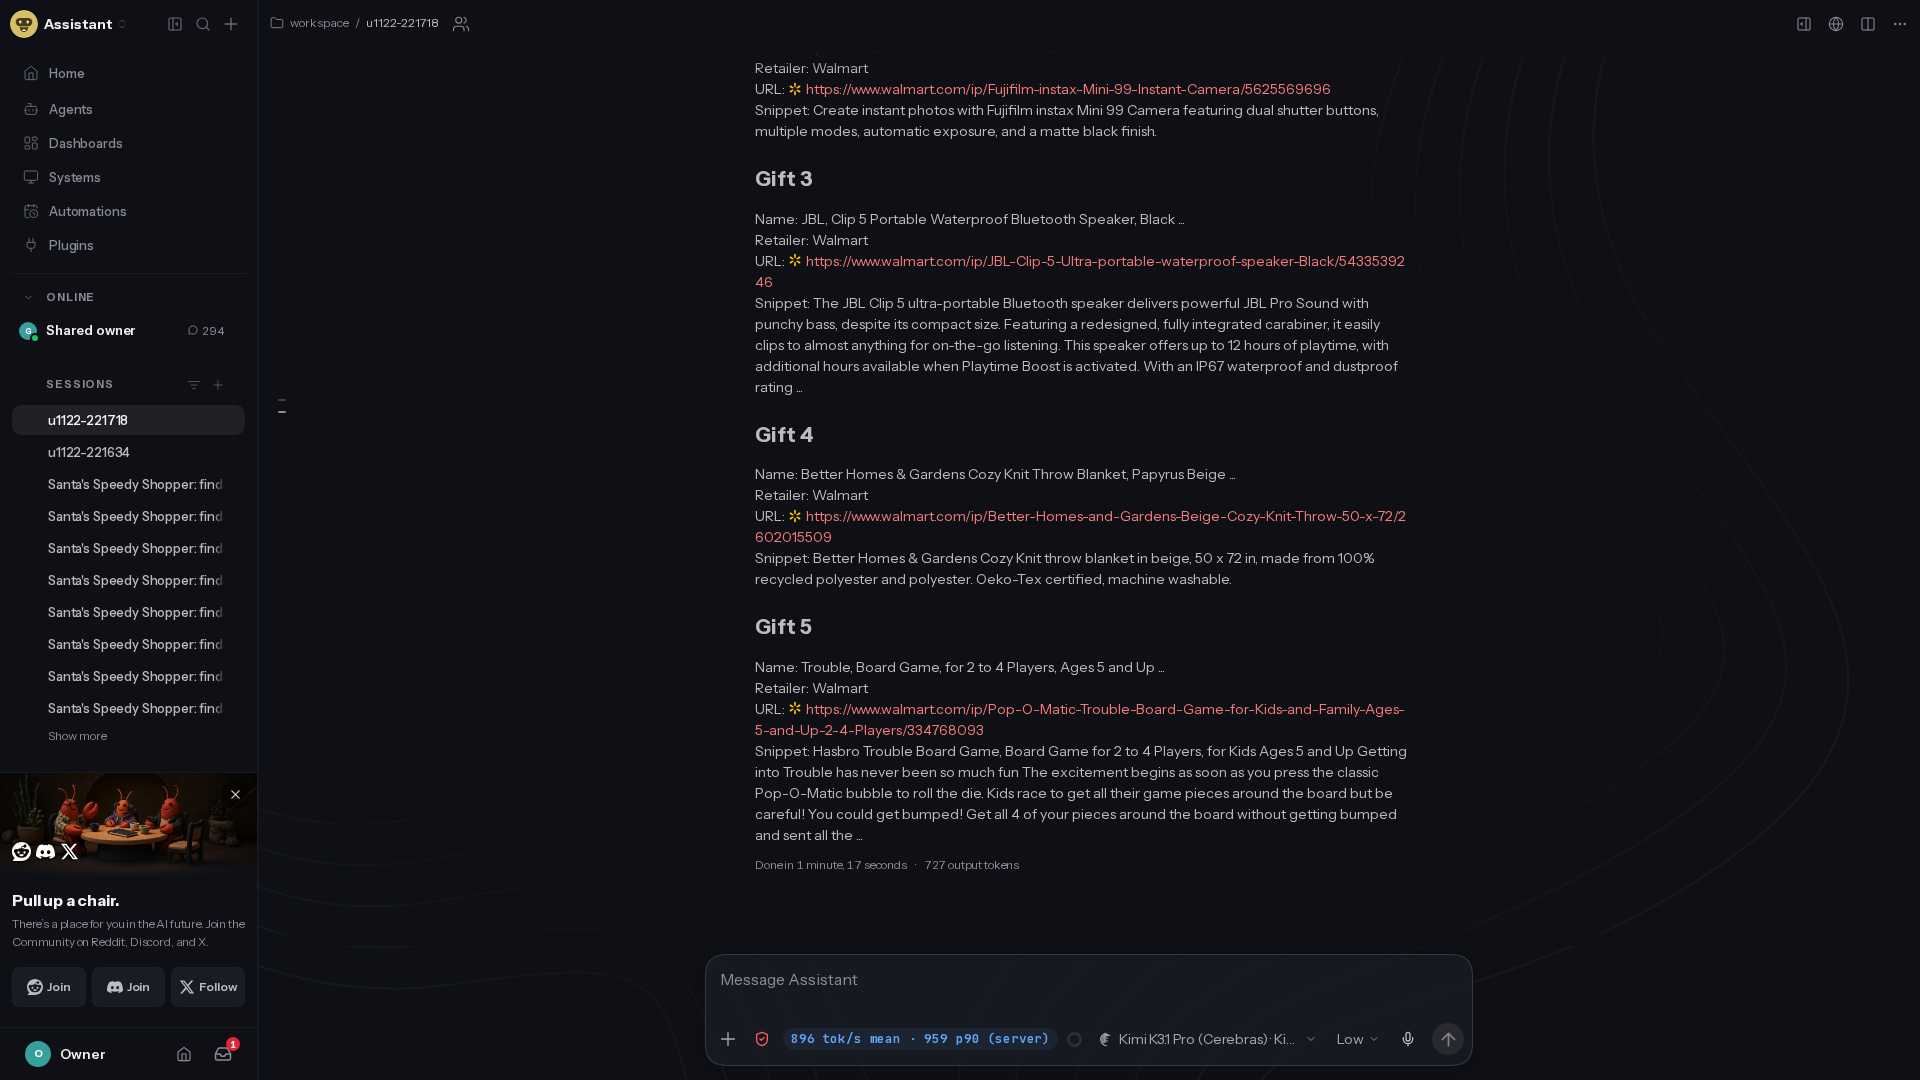 Assistant
workspace / u1122-221718
Home
Agents
Dashboards
Systems
Automations
Plugins
ONLINE
G
Shared owner
294
SESSIONS
u1122-221718
u1122-221634
Santa's Speedy Shopper: find
Santa's Speedy Shopper: find
Santa's Speedy Shopper: find
Santa's Speedy Shopper: find
Santa's Speedy Shopper: find
Santa's Speedy Shopper: find
Santa's Speedy Shopper: find
Santa's Speedy Shopper: find
Show more
Pull up a chair.
There's a place for you in the AI future. Join the
Community on Reddit, Discord, and X.
Join
Join
Follow
O
Owner
1
Retailer: Walmart
URL: https://www.walmart.com/ip/Fujifilm-instax-Mini-99-Instant-Camera/5625569696
Snippet: Create instant photos with Fujifilm instax Mini 99 Camera featuring dual shutter buttons,
multiple modes, automatic exposure, and a matte black finish.
Gift 3
Name: JBL, Clip 5 Portable Waterproof Bluetooth Speaker, Black ...
Retailer: Walmart
URL: https://www.walmart.com/ip/JBL-Clip-5-Ultra-portable-waterproof-speaker-Black/54335392
46
Snippet: The JBL Clip 5 ultra-portable Bluetooth speaker delivers powerful JBL Pro Sound with
punchy bass, despite its compact size. Featuring a redesigned, fully integrated carabiner, it easily
clips to almost anything for on-the-go listening. This speaker offers up to 12 hours of playtime, with
additional hours available when Playtime Boost is activated. With an IP67 waterproof and dustproof
rating ...
Gift 4
Name: Better Homes & Gardens Cozy Knit Throw Blanket, Papyrus Beige ...
Retailer: Walmart
URL: https://www.walmart.com/ip/Better-Homes-and-Gardens-Beige-Cozy-Knit-Throw-50-x-72/2
602015509
Snippet: Better Homes & Gardens Cozy Knit throw blanket in beige, 50 x 72 in, made from 100%
recycled polyester and polyester. Oeko-Tex certified, machine washable.
Gift 5
Name: Trouble, Board Game, for 2 to 4 Players, Ages 5 and Up ...
Retailer: Walmart
URL: https://www.walmart.com/ip/Pop-O-Matic-Trouble-Board-Game-for-Kids-and-Family-Ages-
5-and-Up-2-4-Players/334768093
Snippet: Hasbro Trouble Board Game, Board Game for 2 to 4 Players, for Kids Ages 5 and Up Getting
into Trouble has never been so much fun The excitement begins as soon as you press the classic
Pop-O-Matic bubble to roll the die. Kids race to get all their game pieces around the board but be
careful! You could get bumped! Get all 4 of your pieces around the board without getting bumped
and sent all the ...
Done in 1 minute, 17 seconds · 727 output tokens
Message Assistant
896 tok/s mean · 959 p90 (server)
Kimi K3.1 Pro (Cerebras) · Ki...
Low